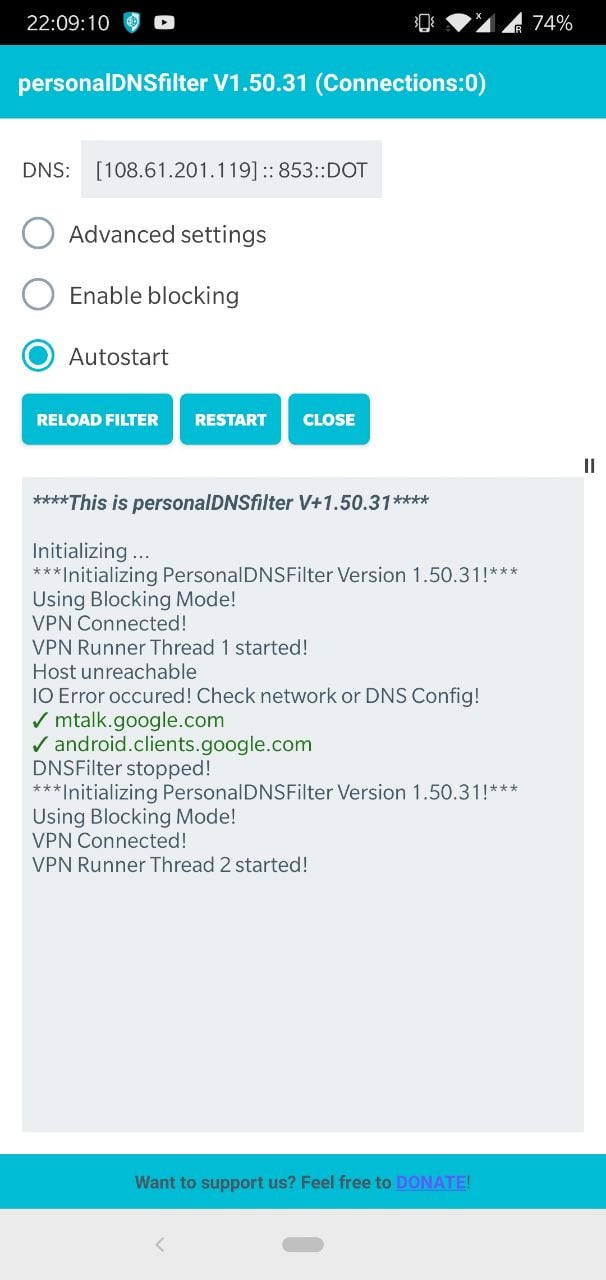 22:09:10
x
R
74%
personalDNSfilter V1.50.31 (Connections:0)
DNS: [108.61.201.119] :: 853::DOT
Advanced settings
Enable blocking
Autostart
RELOAD FILTER RESTART CLOSE
****This is personalDNSfilter V+1.50.31****
Initializing ...
***Initializing PersonalDNSFilter Version 1.50.31!***
Using Blocking Mode!
VPN Connected!
VPN Runner Thread 1 started!
Host unreachable
IO Error occured! Check network or DNS Config!
✓ mtalk.google.com
✓ android.clients.google.com
DNSFilter stopped!
***Initializing PersonalDNSFilter Version 1.50.31!***
Using Blocking Mode!
VPN Connected!
VPN Runner Thread 2 started!
Want to support us? Feel free to DONATE!